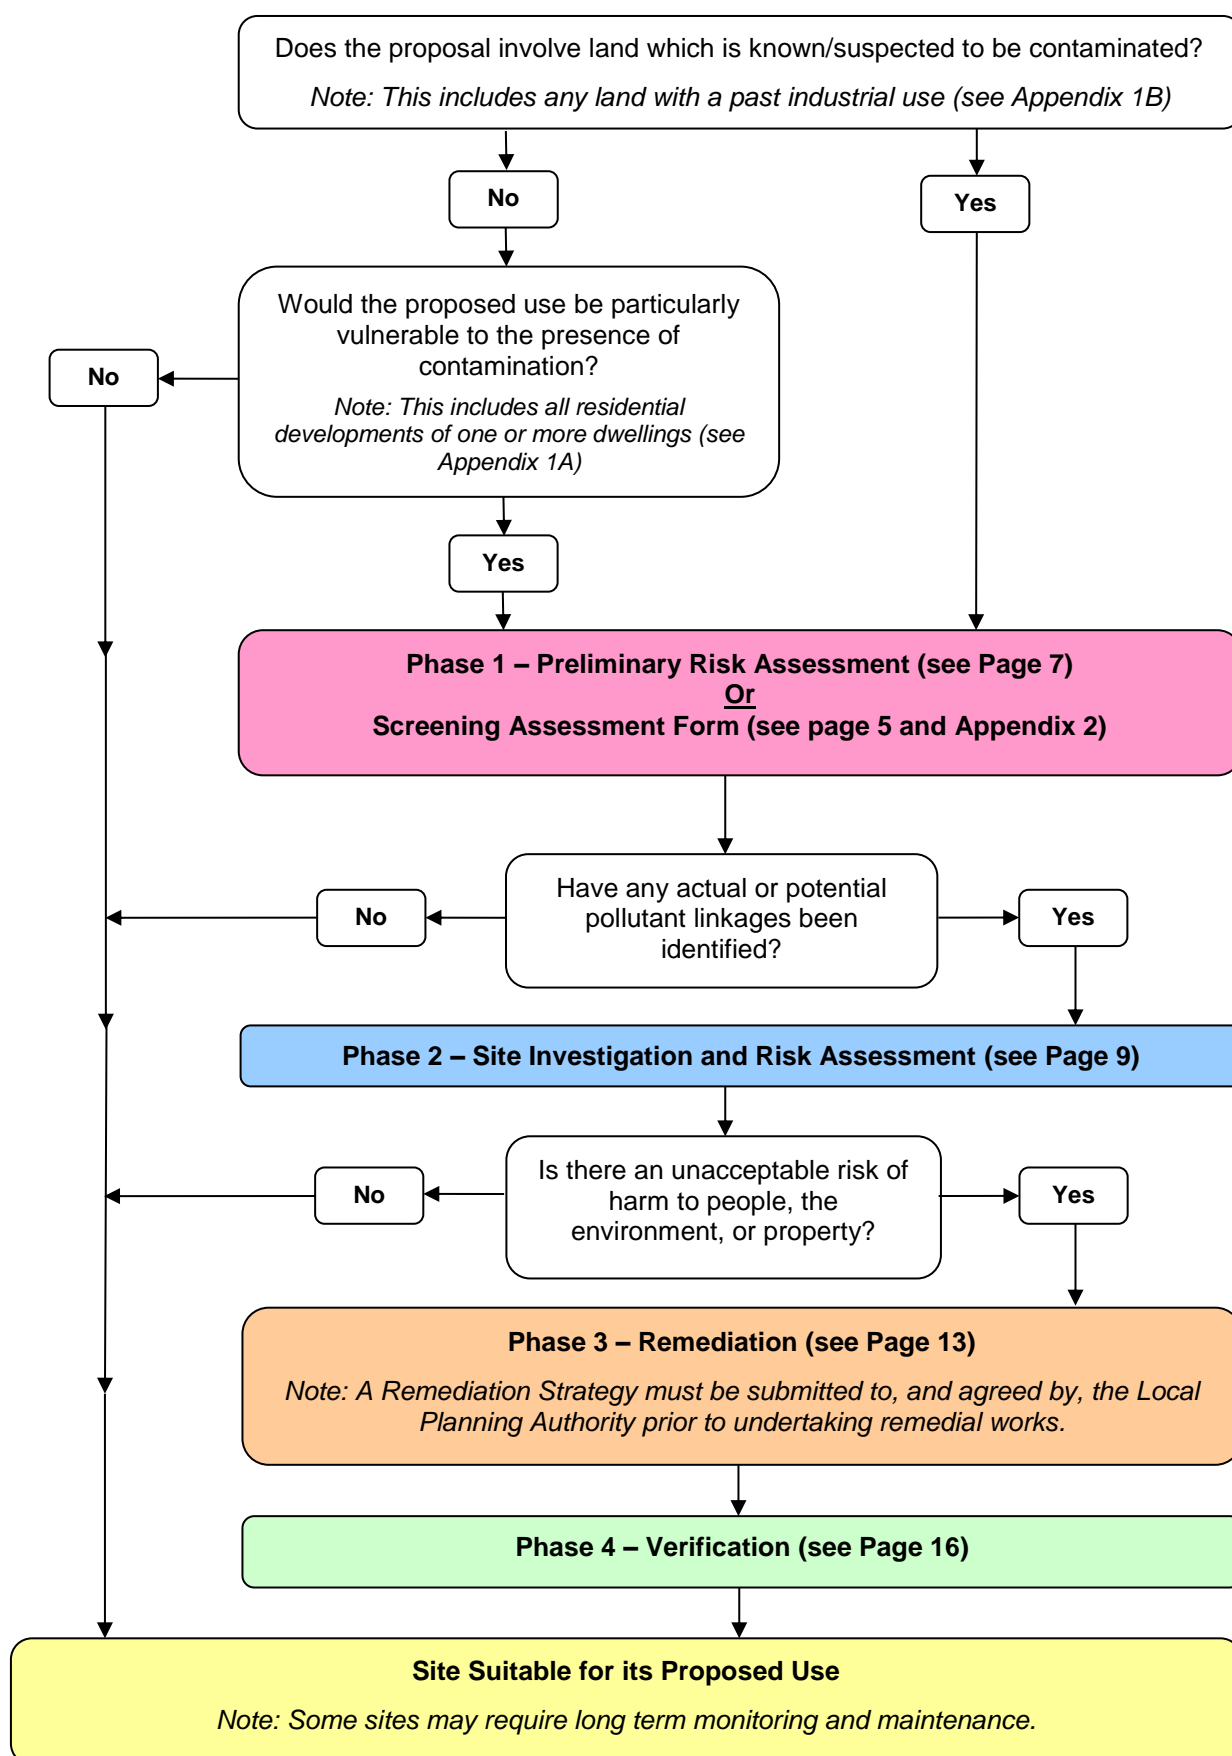 Does the proposal involve land which is known/suspected to be contaminated?
Note: This includes any land with a past industrial use (see Appendix 1B)
No
Yes
Would the proposed use be particularly
vulnerable to the presence of
contamination?
Note: This includes all residential
developments of one or more dwellings (see
Appendix 1A)
No
Yes
Phase 1 – Preliminary Risk Assessment (see Page 7)
Or
Screening Assessment Form (see page 5 and Appendix 2)
Have any actual or potential
pollutant linkages been
identified?
No
Yes
Phase 2 – Site Investigation and Risk Assessment (see Page 9)
Is there an unacceptable risk of
harm to people, the
environment, or property?
No
Yes
Phase 3 – Remediation (see Page 13)
Note: A Remediation Strategy must be submitted to, and agreed by, the Local
Planning Authority prior to undertaking remedial works.
Phase 4 – Verification (see Page 16)
Site Suitable for its Proposed Use
Note: Some sites may require long term monitoring and maintenance.